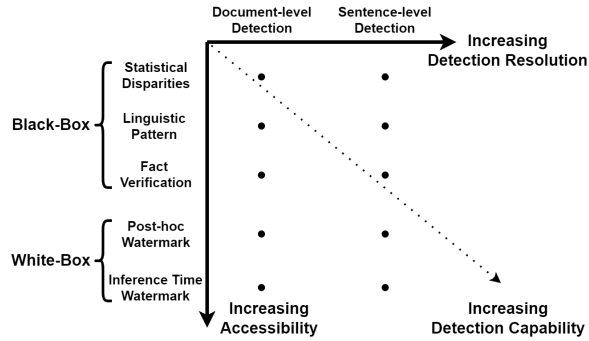 Document-level
Detection
Sentence-level
Detection
Increasing
Detection Resolution
Statistical
Disparities
Black-Box
Linguistic
Pattern
Fact
Verification
White-Box
Post-hoc
Watermark
Inference Time
Watermark
Increasing
Accessibility
Increasing
Detection Capability